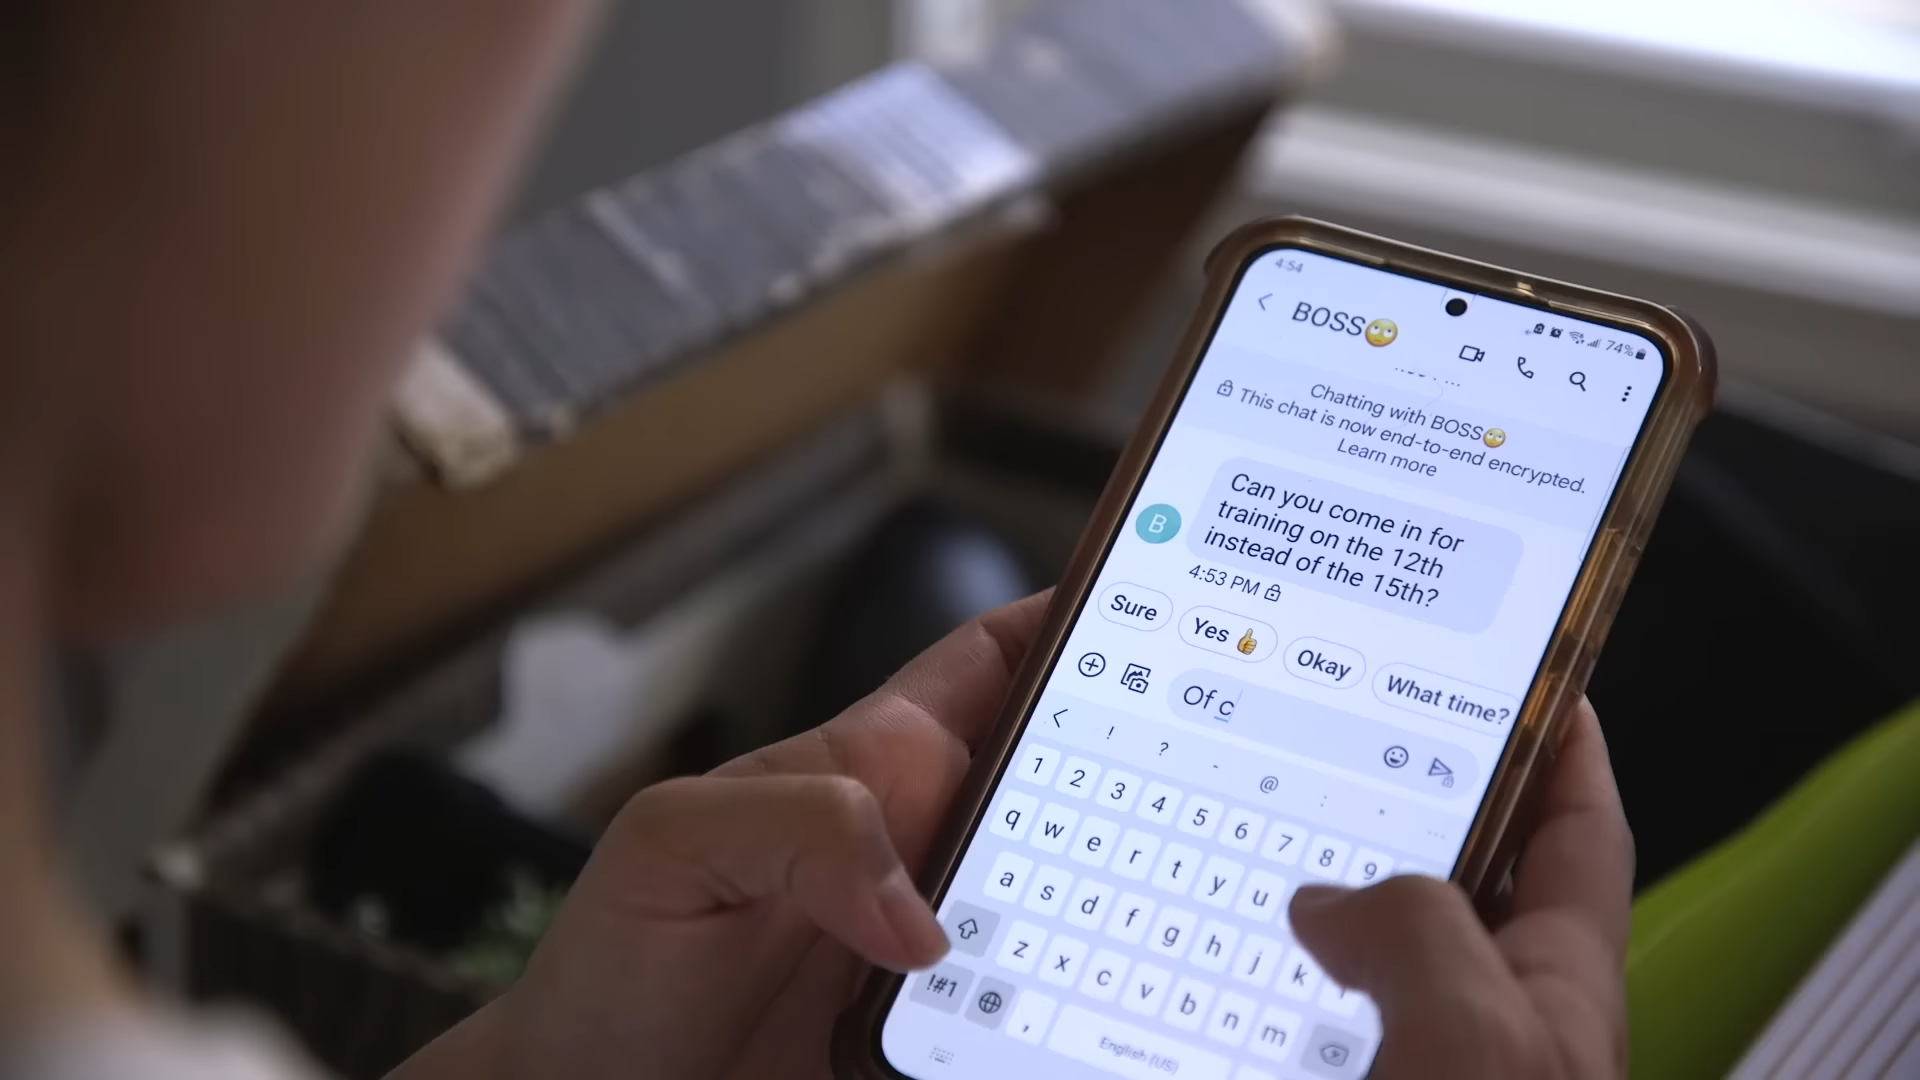 4:54
74%
BOSS🙄
Chatting with BOSS🙄
This chat is now end-to-end encrypted.
Learn more
B
Can you come in for
training on the 12th
instead of the 15th?
4:53 PM
Sure
Yes 👍
Okay
What time?
Of c
! ? - @ : " ...
1 2 3 4 5 6 7 8 9
q w e r t y u
a s d f g h j k
z x c v b n m
!#1 ,
English (US)